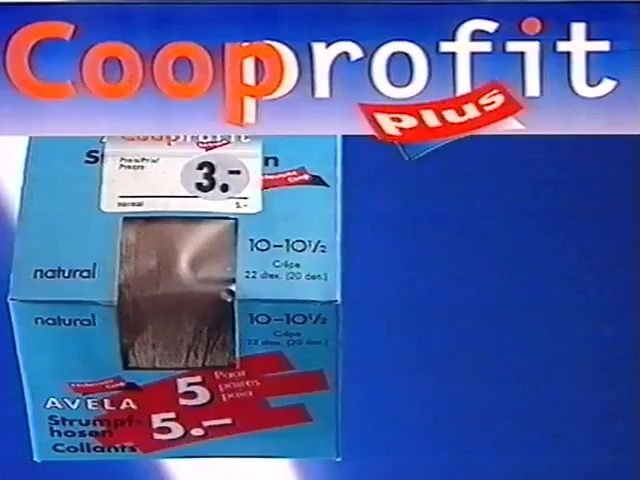 Cooprofit
Plus
Cooprofit
Preis/Prix/
Prezzo:
3.-
normal 5.-
10-10½
Crêpe
22 dtex. (20 den.)
natural
natural
10-10½
Crêpe
22 dtex. (20 den.)
5 Paar
paires
paia
AVELA
5.-
Strumpf-
hosen
Collants